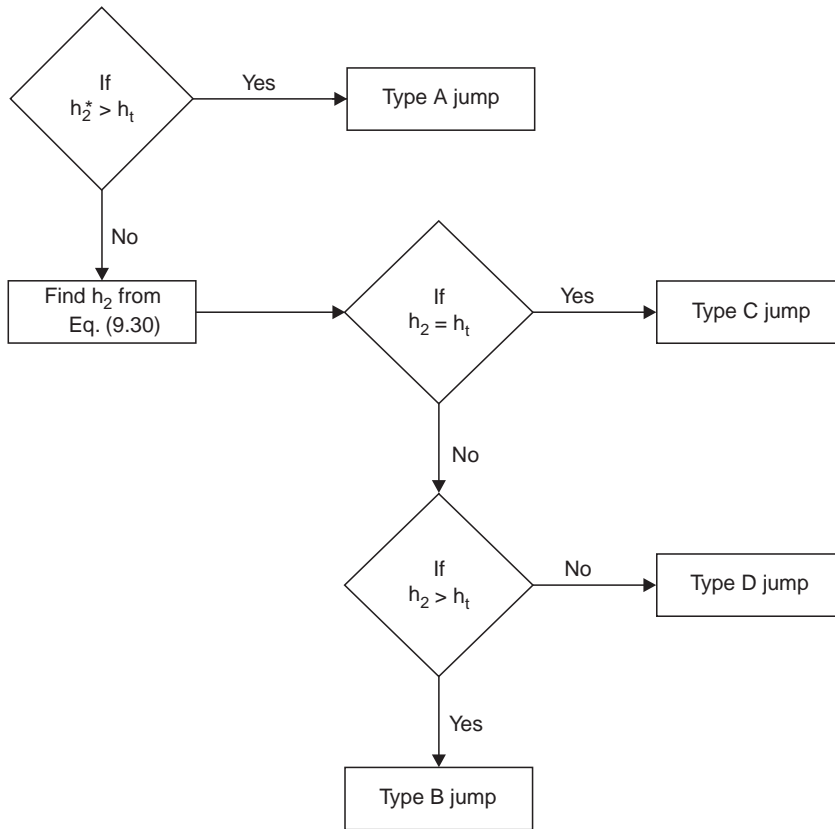 If
h₂* > hₜ
Yes
Type A jump
No
Find h₂ from
Eq. (9.30)
If
h₂ = hₜ
Yes
Type C jump
No
If
h₂ > hₜ
No
Type D jump
Yes
Type B jump